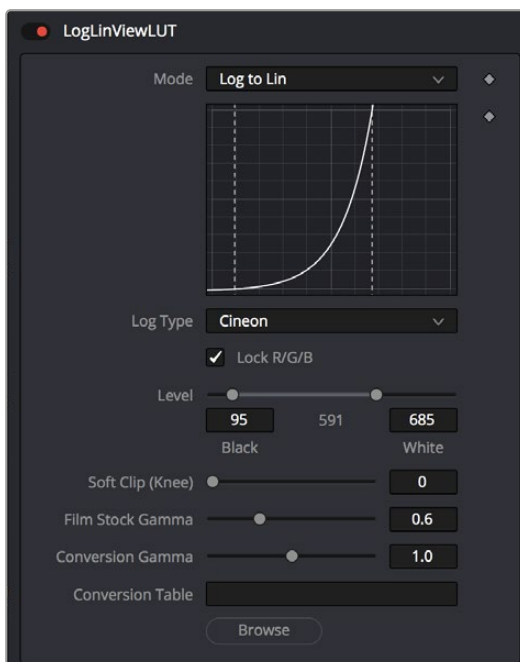 LogLinViewLUT
Mode Log to Lin
Log Type Cineon
Lock R/G/B
Level
95 591 685
Black White
Soft Clip (Knee) 0
Film Stock Gamma 0.6
Conversion Gamma 1.0
Conversion Table
Browse